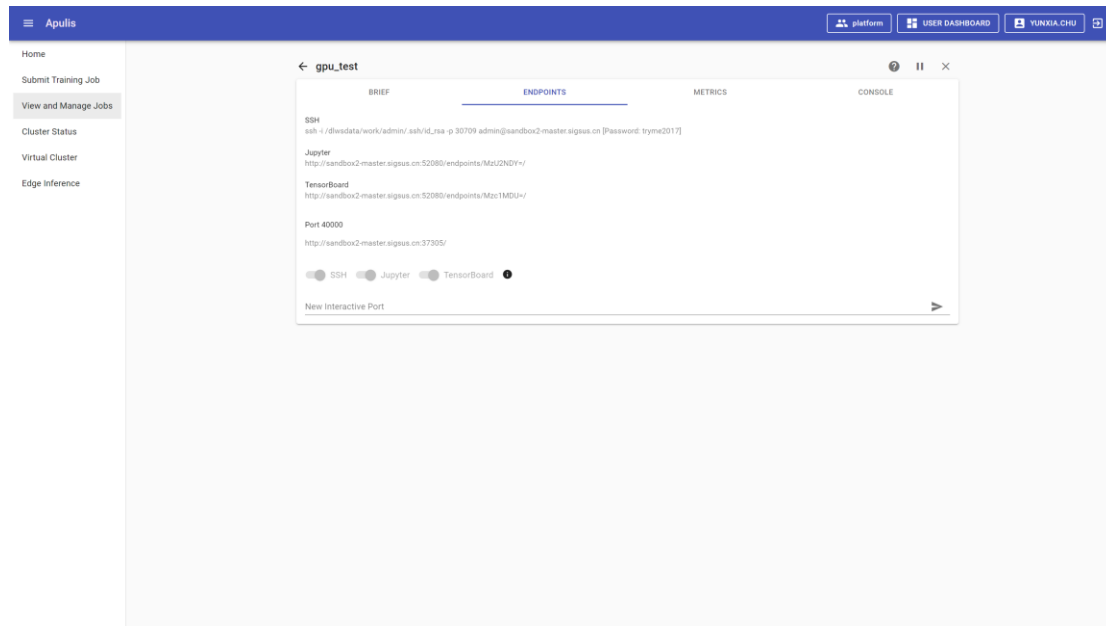 Apulis
platform
USER DASHBOARD
YUNXIA.CHU
Home
Submit Training Job
View and Manage Jobs
Cluster Status
Virtual Cluster
Edge Inference
gpu_test
BRIEF
ENDPOINTS
METRICS
CONSOLE
SSH
ssh -i /dlwsdata/work/admin/.ssh/id_rsa -p 30709 admin@sandbox2-master.sigsus.cn [Password: tryme2017]
Jupyter
http://sandbox2-master.sigsus.cn:52080/endpoints/MzU2NDY=/
TensorBoard
http://sandbox2-master.sigsus.cn:52080/endpoints/Mzc1MDU=/
Port 40000
http://sandbox2-master.sigsus.cn:37305/
SSH
Jupyter
TensorBoard
New Interactive Port